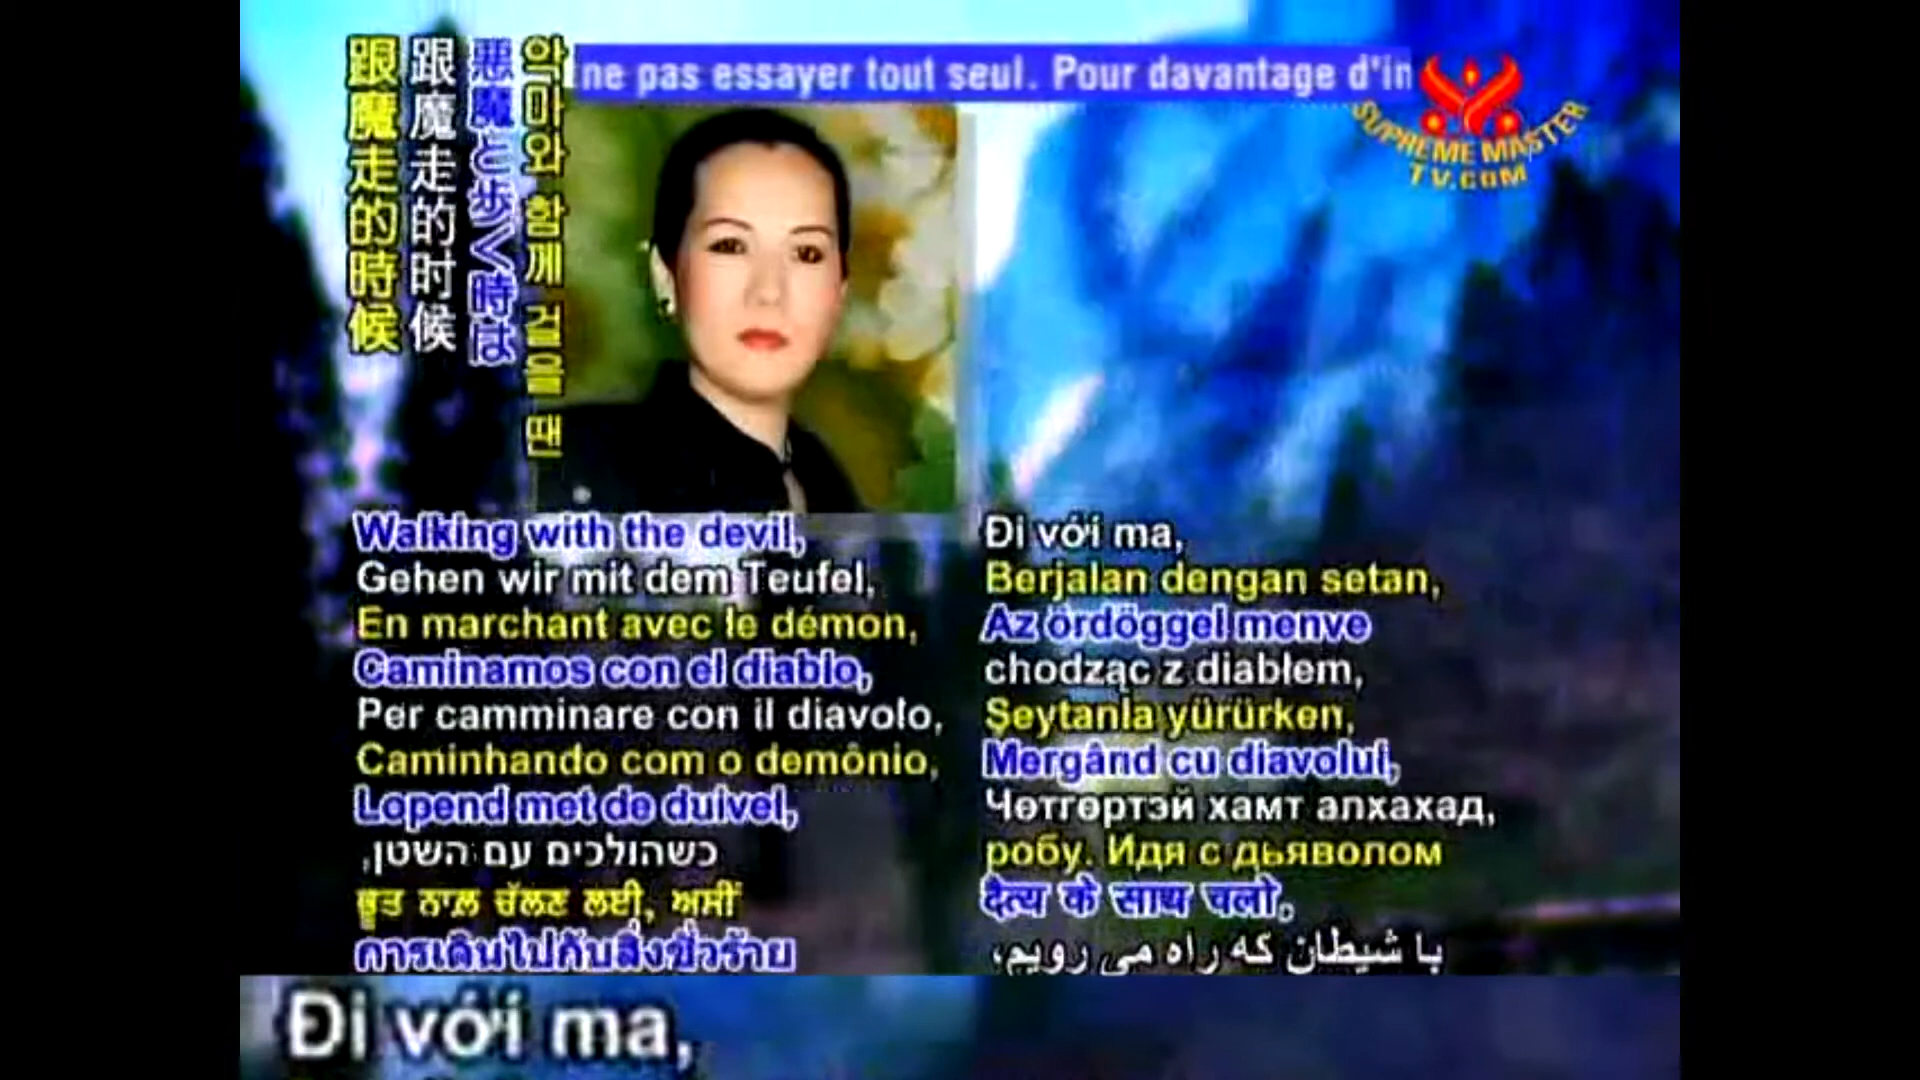 跟魔走的時候
跟魔走的时候
悪魔と歩く時は
악마와 함께 걸을 땐
ne pas essayer tout seul. Pour davantage d'in
SUPREME MASTER
TV.COM
Walking with the devil,
Gehen wir mit dem Teufel,
En marchant avec le démon,
Caminamos con el diablo,
Per camminare con il diavolo,
Caminhando com o demônio,
Lopend met de duivel,
כשהולכים עם השטן,
ਭੂਤ ਨਾਲ ਚੱਲਣ ਲਈ, ਅਸੀਂ
การเดินไปกับสิ่งชั่วร้าย
Đi với ma,
Berjalan dengan setan,
Az ördöggel menve
chodząc z diabłem,
Şeytanla yürürken,
Mergând cu diavolul,
Чөтгөртэй хамт алхахад,
робу. Идя с дьяволом
दैत्य के साथ चलो,
با شیطان که راه می رویم،
Đi với ma,